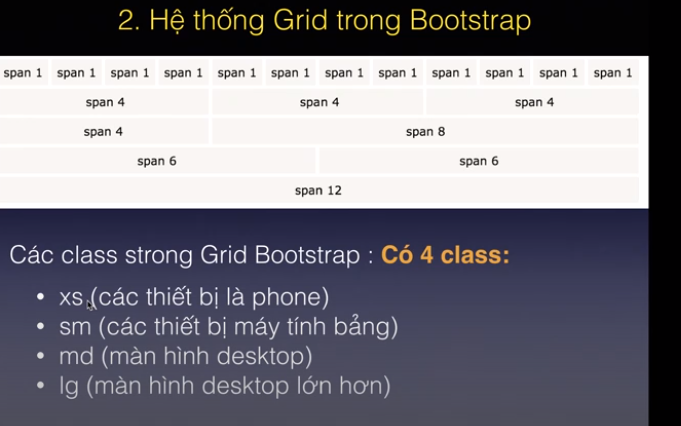 2. Hệ thống Grid trong Bootstrap
span 1 span 1 span 1 span 1 span 1 span 1 span 1 span 1 span 1 span 1 span 1 span 1
span 4 span 4 span 4
span 4 span 8
span 6 span 6
span 12
Các class strong Grid Bootstrap : Có 4 class:
• xs (các thiết bị là phone)
• sm (các thiết bị máy tính bảng)
• md (màn hình desktop)
• lg (màn hình desktop lớn hơn)